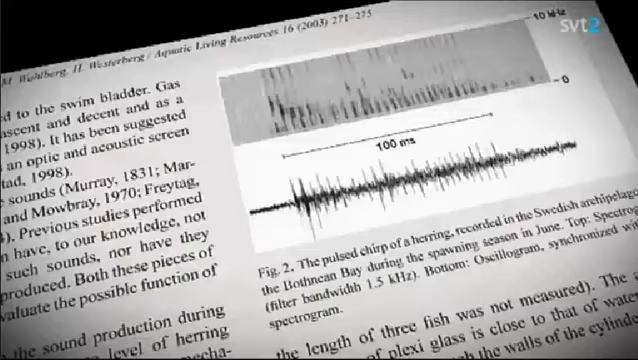 svt2
M. Wahlberg, H. Westerberg / Aquatic Living Resources 16 (2003) 271–275
10 kHz
0
100 ms
d to the swim bladder. Gas
ascent and decent and as a
1998). It has been suggested
an optic and acoustic screen
tad, 1998).
sounds (Murray, 1831; Mar-
and Mowbray, 1970; Freytag,
). Previous studies performed
n have, to our knowledge, not
such sounds, nor have they
produced. Both these pieces of
valuate the possible function of
the sound production during
level of herring
mecha-
Fig. 2. The pulsed chirp of a herring, recorded in the Swedish archipelago
the Bothnean Bay during the spawning season in June. Top: Spectrog
(filter bandwidth 1.5 kHz). Bottom: Oscillogram, synchronized wit
spectrogram.
the length of three fish was not measured). The
of plexi glass is close to that of wate
the walls of the cylinde